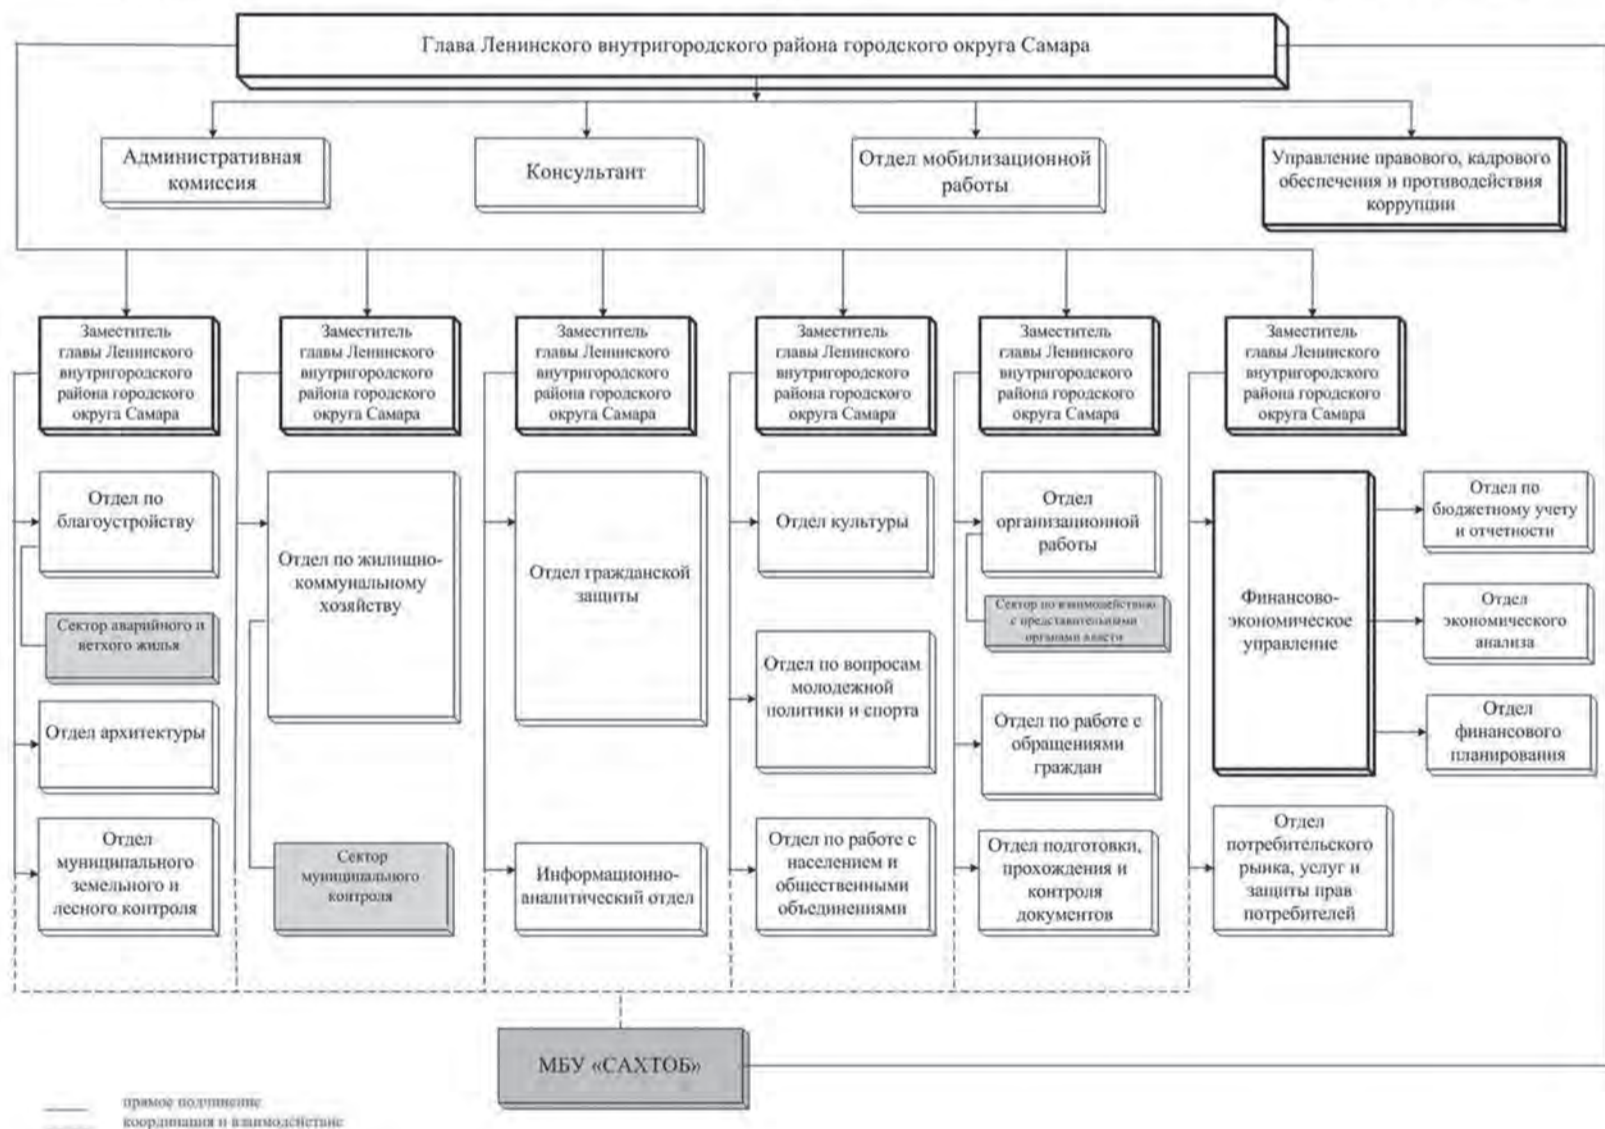 Глава Ленинского внутригородского района городского округа Самара
Административная
комиссия
Консультант
Отдел мобилизационной
работы
Управление правового, кадрового
обеспечения и противодействия
коррупции
Заместитель
главы Ленинского
внутригородского
района городского
округа Самара
Заместитель
главы Ленинского
внутригородского
района городского
округа Самара
Заместитель
главы Ленинского
внутригородского
района городского
округа Самара
Заместитель
главы Ленинского
внутригородского
района городского
округа Самара
Заместитель
главы Ленинского
внутригородского
района городского
округа Самара
Заместитель
главы Ленинского
внутригородского
района городского
округа Самара
Отдел по
благоустройству
Сектор аварийного и
ветхого жилья
Отдел архитектуры
Отдел
муниципального
земельного и
лесного контроля
Отдел по жилищно-
коммунальному
хозяйству
Сектор
муниципального
контроля
Отдел гражданской
защиты
Информационно-
аналитический отдел
Отдел культуры
Отдел по вопросам
молодежной
политики и спорта
Отдел по работе с
населением и
общественными
объединениями
Отдел
организационной
работы
Сектор по взаимодействию
с представительными
органами власти
Отдел по работе с
обращениями
граждан
Отдел подготовки,
прохождения и
контроля
документов
Финансово-
экономическое
управление
Отдел
потребительского
рынка, услуг и
защиты прав
потребителей
Отдел по
бюджетному учету
и отчетности
Отдел
экономического
анализа
Отдел
финансового
планирования
МБУ «САХТОБ»
прямое подчинение
координация и взаимодействие